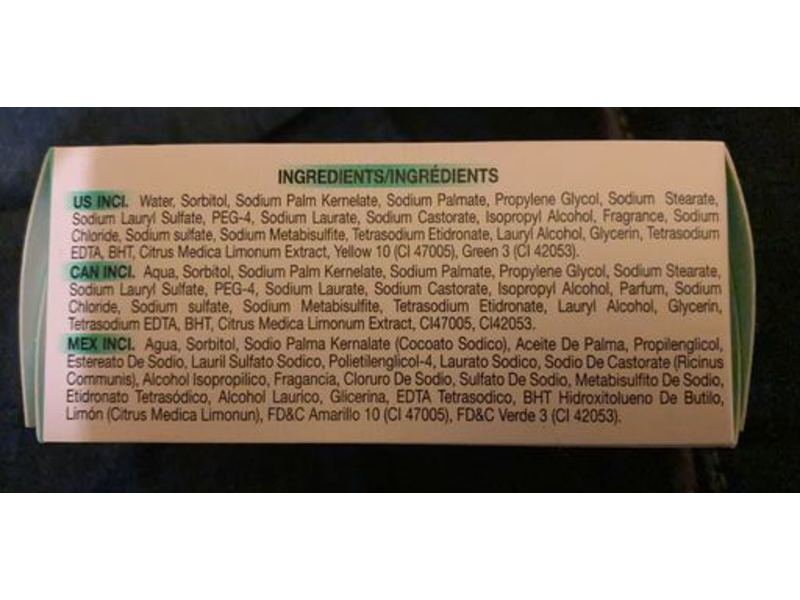 INGREDIENTS/INGRÉDIENTS
US INCI. Water, Sorbitol, Sodium Palm Kernelate, Sodium Palmate, Propylene Glycol, Sodium Stearate,
Sodium Lauryl Sulfate, PEG-4, Sodium Laurate, Sodium Castorate, Isopropyl Alcohol, Fragrance, Sodium
Chloride, Sodium sulfate, Sodium Metabisulfite, Tetrasodium Etidronate, Lauryl Alcohol, Glycerin, Tetrasodium
EDTA, BHT, Citrus Medica Limonum Extract, Yellow 10 (CI 47005), Green 3 (CI 42053).
CAN INCI. Aqua, Sorbitol, Sodium Palm Kernelate, Sodium Palmate, Propylene Glycol, Sodium Stearate,
Sodium Lauryl Sulfate, PEG-4, Sodium Laurate, Sodium Castorate, Isopropyl Alcohol, Parfum, Sodium
Chloride, Sodium sulfate, Sodium Metabisulfite, Tetrasodium Etidronate, Lauryl Alcohol, Glycerin,
Tetrasodium EDTA, BHT, Citrus Medica Limonum Extract, CI47005, CI42053.
MEX INCI. Agua, Sorbitol, Sodio Palma Kernalate (Cocoato Sodico), Aceite De Palma, Propilenglicol,
Estereato De Sodio, Lauril Sulfato Sodico, Polietilenglicol-4, Laurato Sodico, Sodio De Castorate (Ricinus
Communis), Alcohol Isopropilico, Fragancia, Cloruro De Sodio, Sulfato De Sodio, Metabisulfito De Sodio,
Etidronato Tetrasódico, Alcohol Laurico, Glicerina, EDTA Tetrasodico, BHT Hidroxitolueno De Butilo,
Limón (Citrus Medica Limonun), FD&C Amarillo 10 (CI 47005), FD&C Verde 3 (CI 42053).